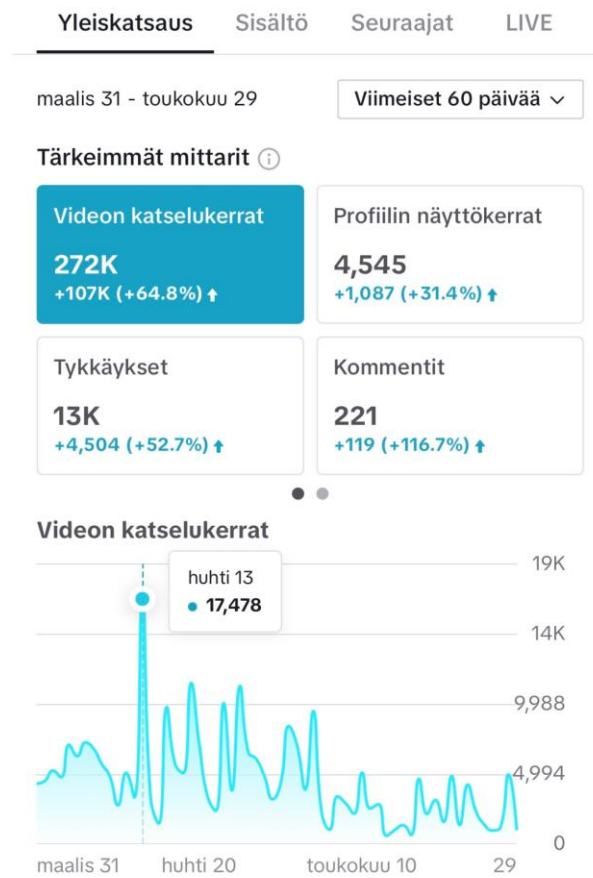 Yleiskatsaus Sisältö Seuraajat LIVE
maalis 31 - toukokuu 29
Viimeiset 60 päivää
Tärkeimmät mittarit
Videon katselukerrat
272K
+107K (+64.8%)
Profiilin näyttökerrat
4,545
+1,087 (+31.4%)
Tykkäykset
13K
+4,504 (+52.7%)
Kommentit
221
+119 (+116.7%)
Videon katselukerrat
huhti 13
17,478
19K
14K
9,988
4,994
0
maalis 31 huhti 20 toukokuu 10 29